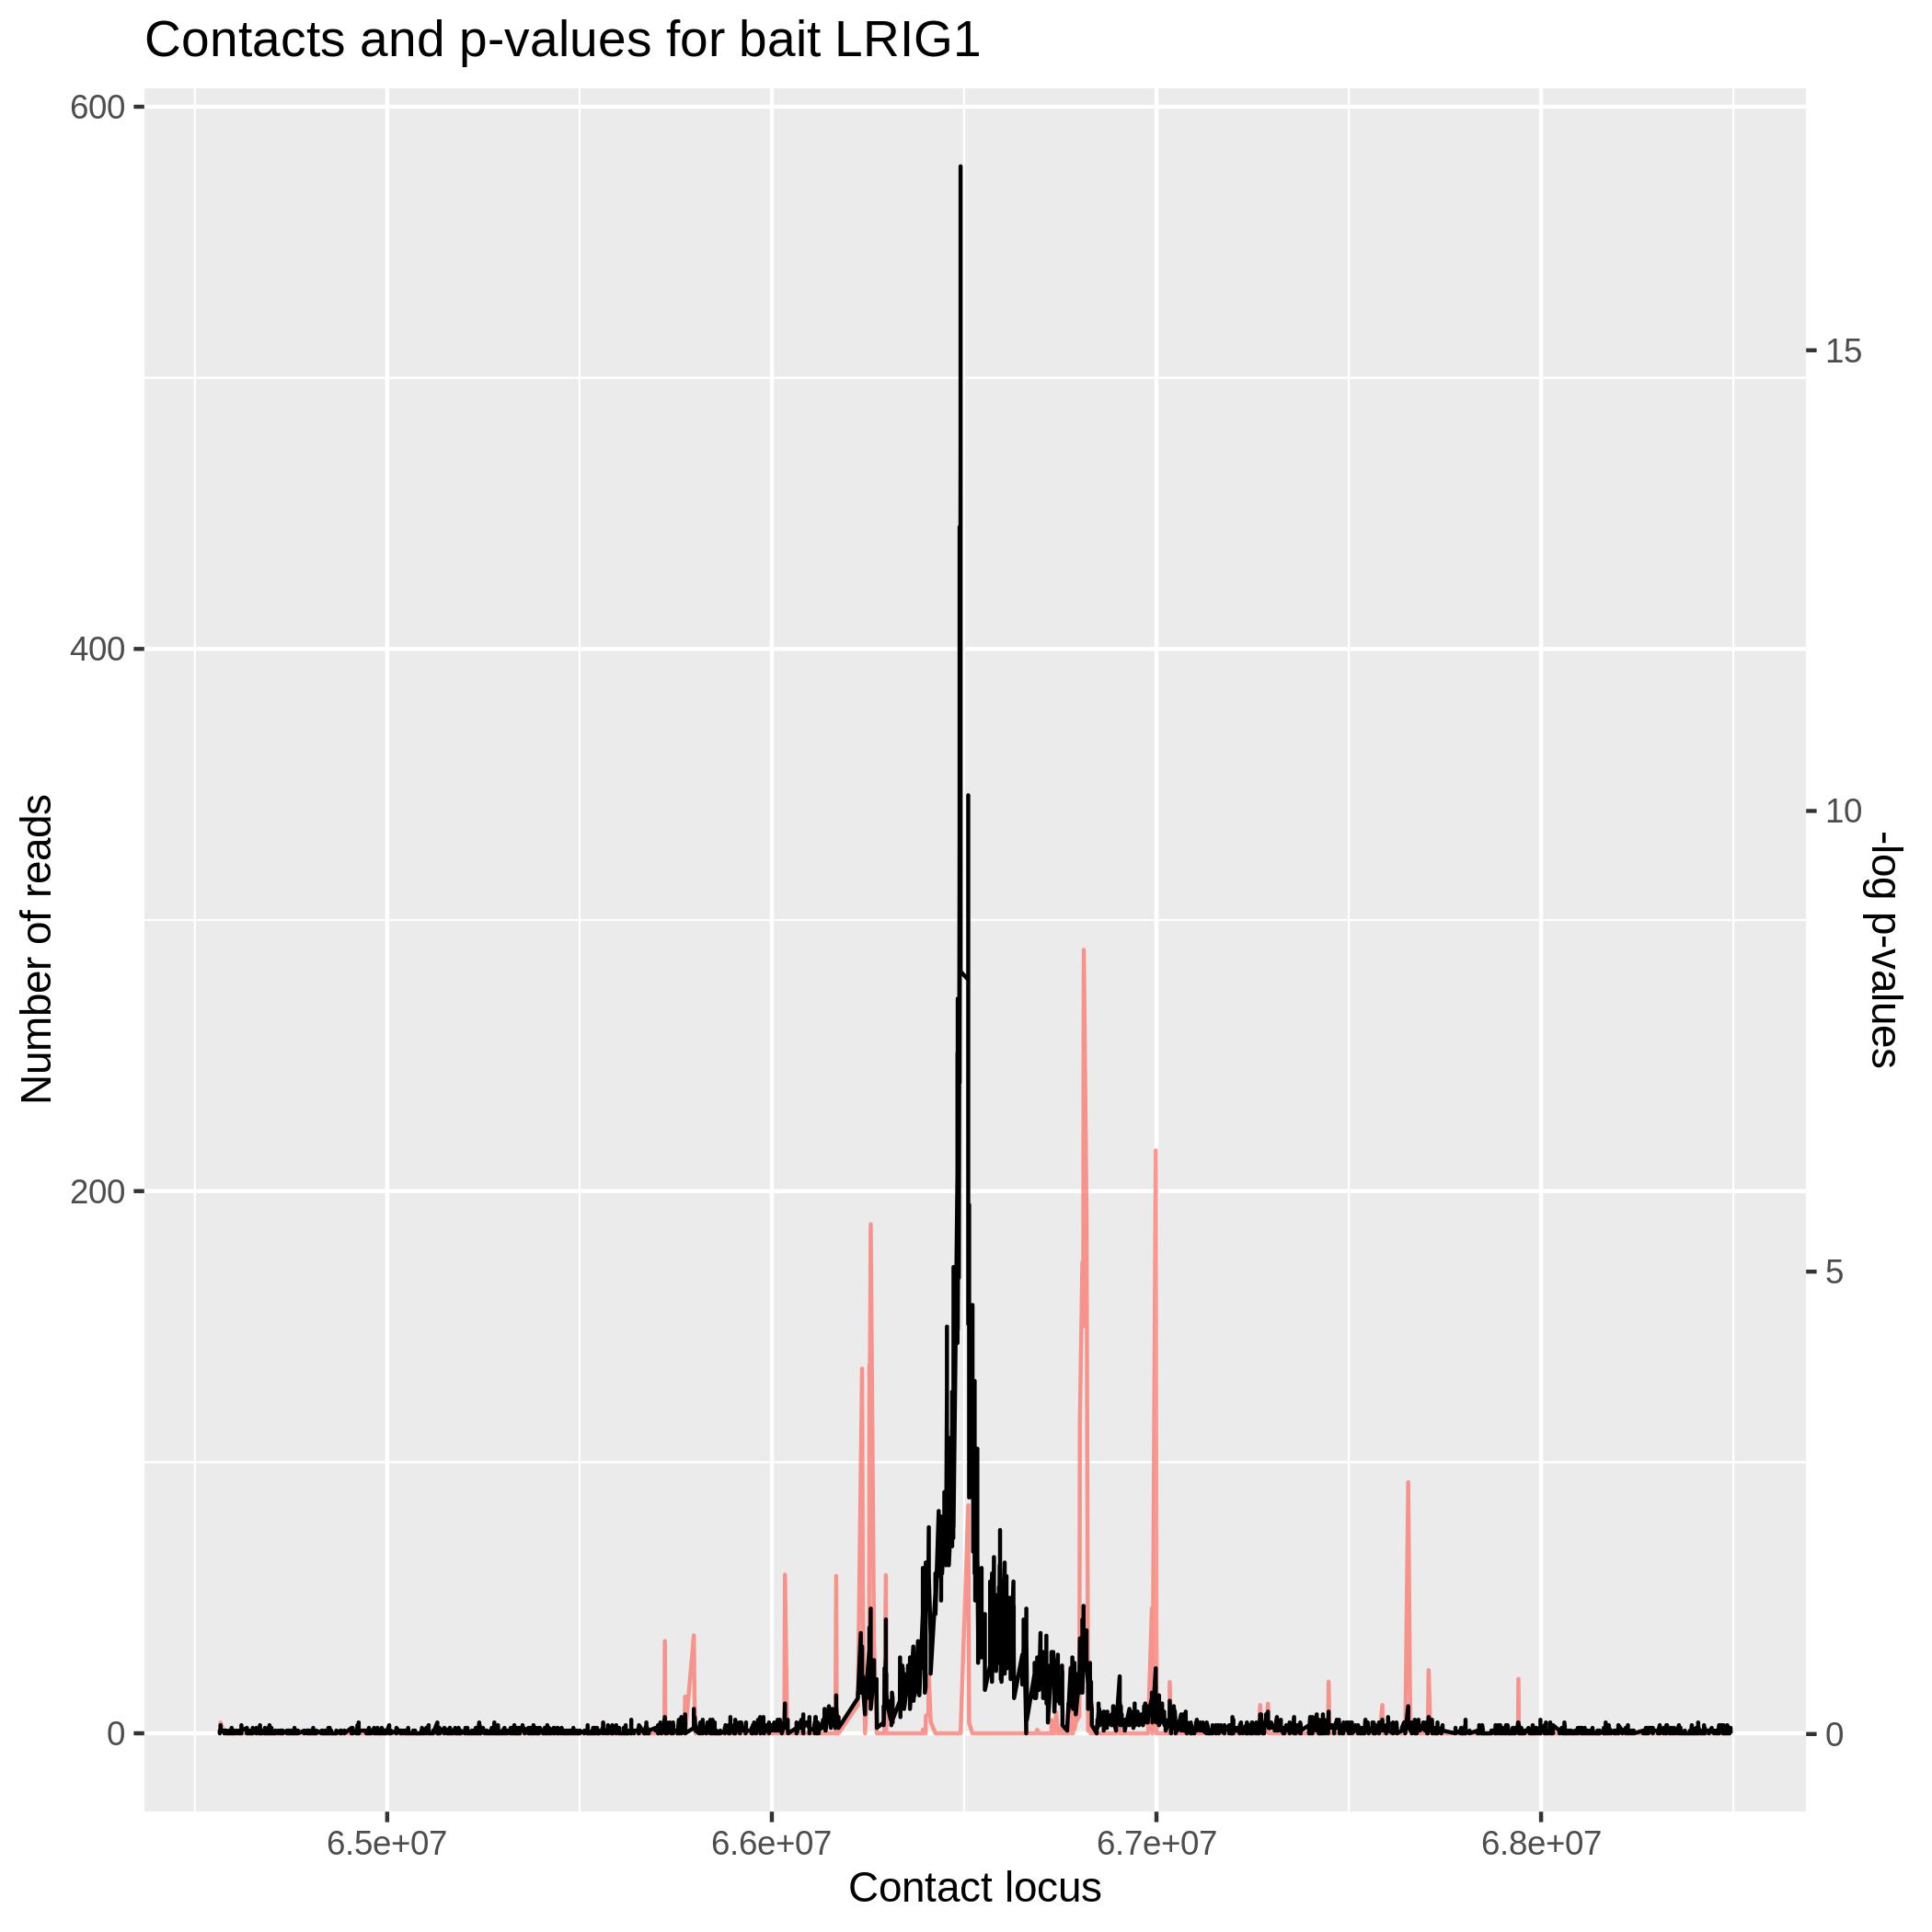 Contacts and p-values for bait LRIG1
600
400
200
0
Number of reads
15
10
5
0
-log p-values
6.5e+07 6.6e+07 6.7e+07 6.8e+07
Contact locus